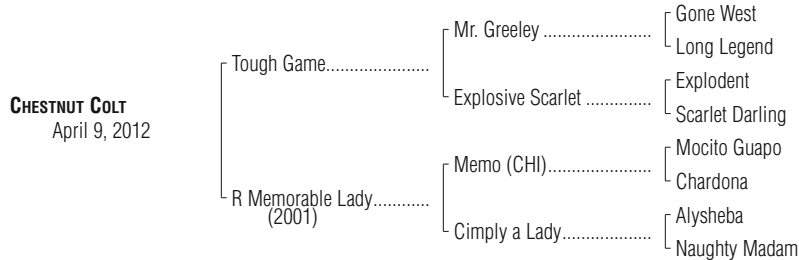 Gone West
Mr. Greeley ........................
Long Legend
Tough Game.......................
Explodent
Explosive Scarlet ..............
Scarlet Darling
CHESTNUT COLT
April 9, 2012
Mocito Guapo
Memo (CHI).......................
Chardona
R Memorable Lady............
(2001)
Alysheba
Cimply a Lady....................
Naughty Madam